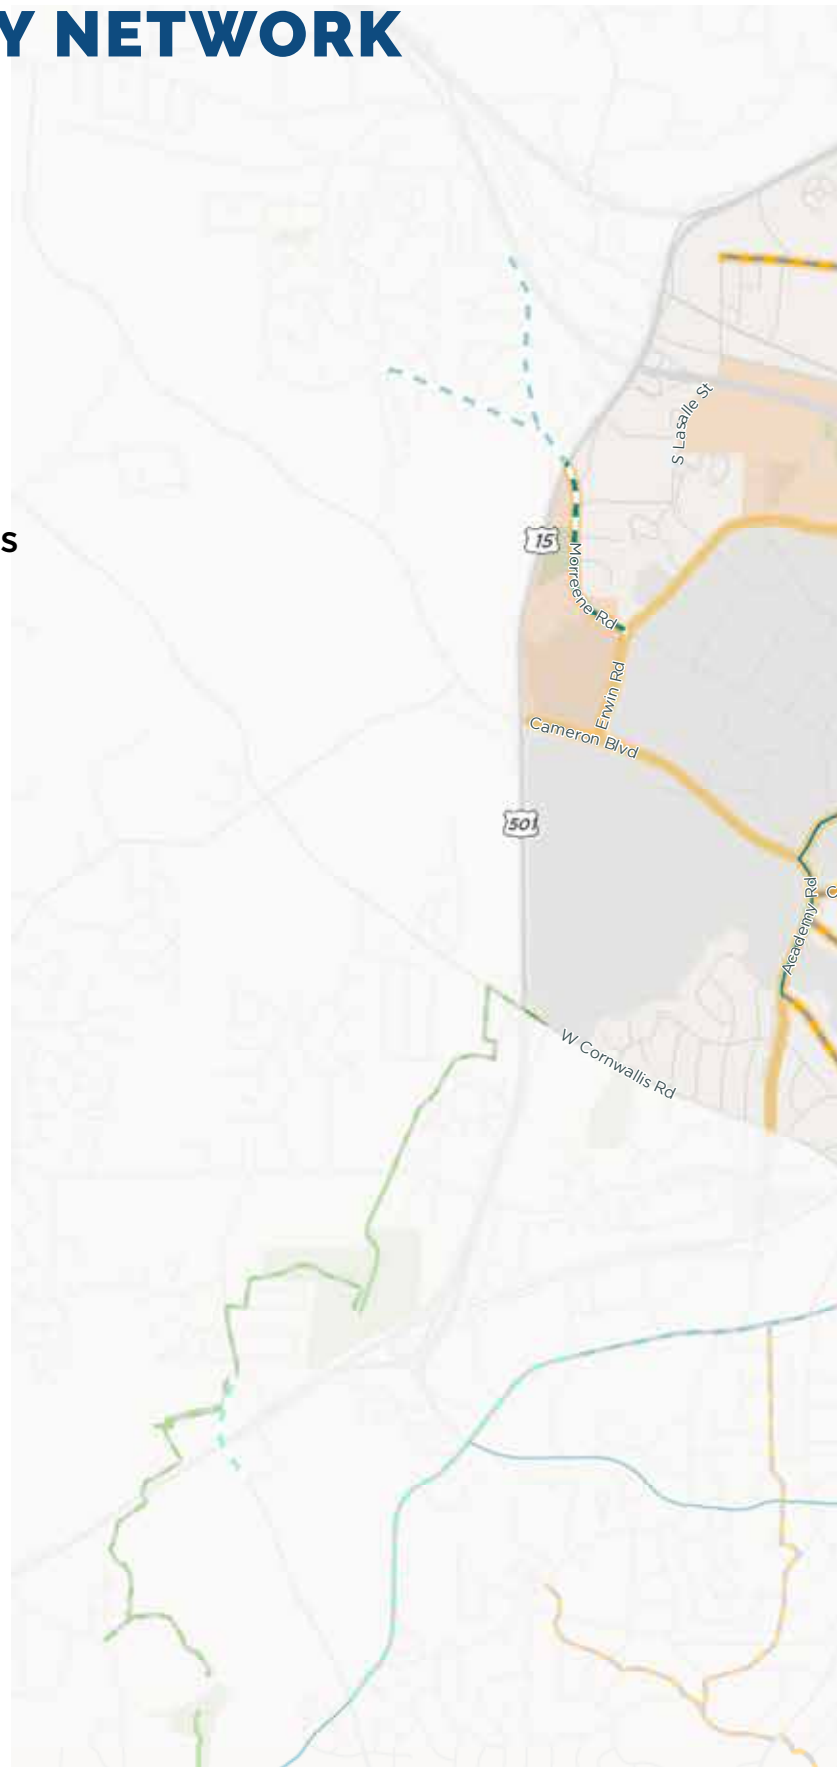 Y NETWORK
S Lasalle St
s
15
Morreene Rd
Erwin Rd
Cameron Blvd
501
Academy Rd
C
W Cornwallis Rd